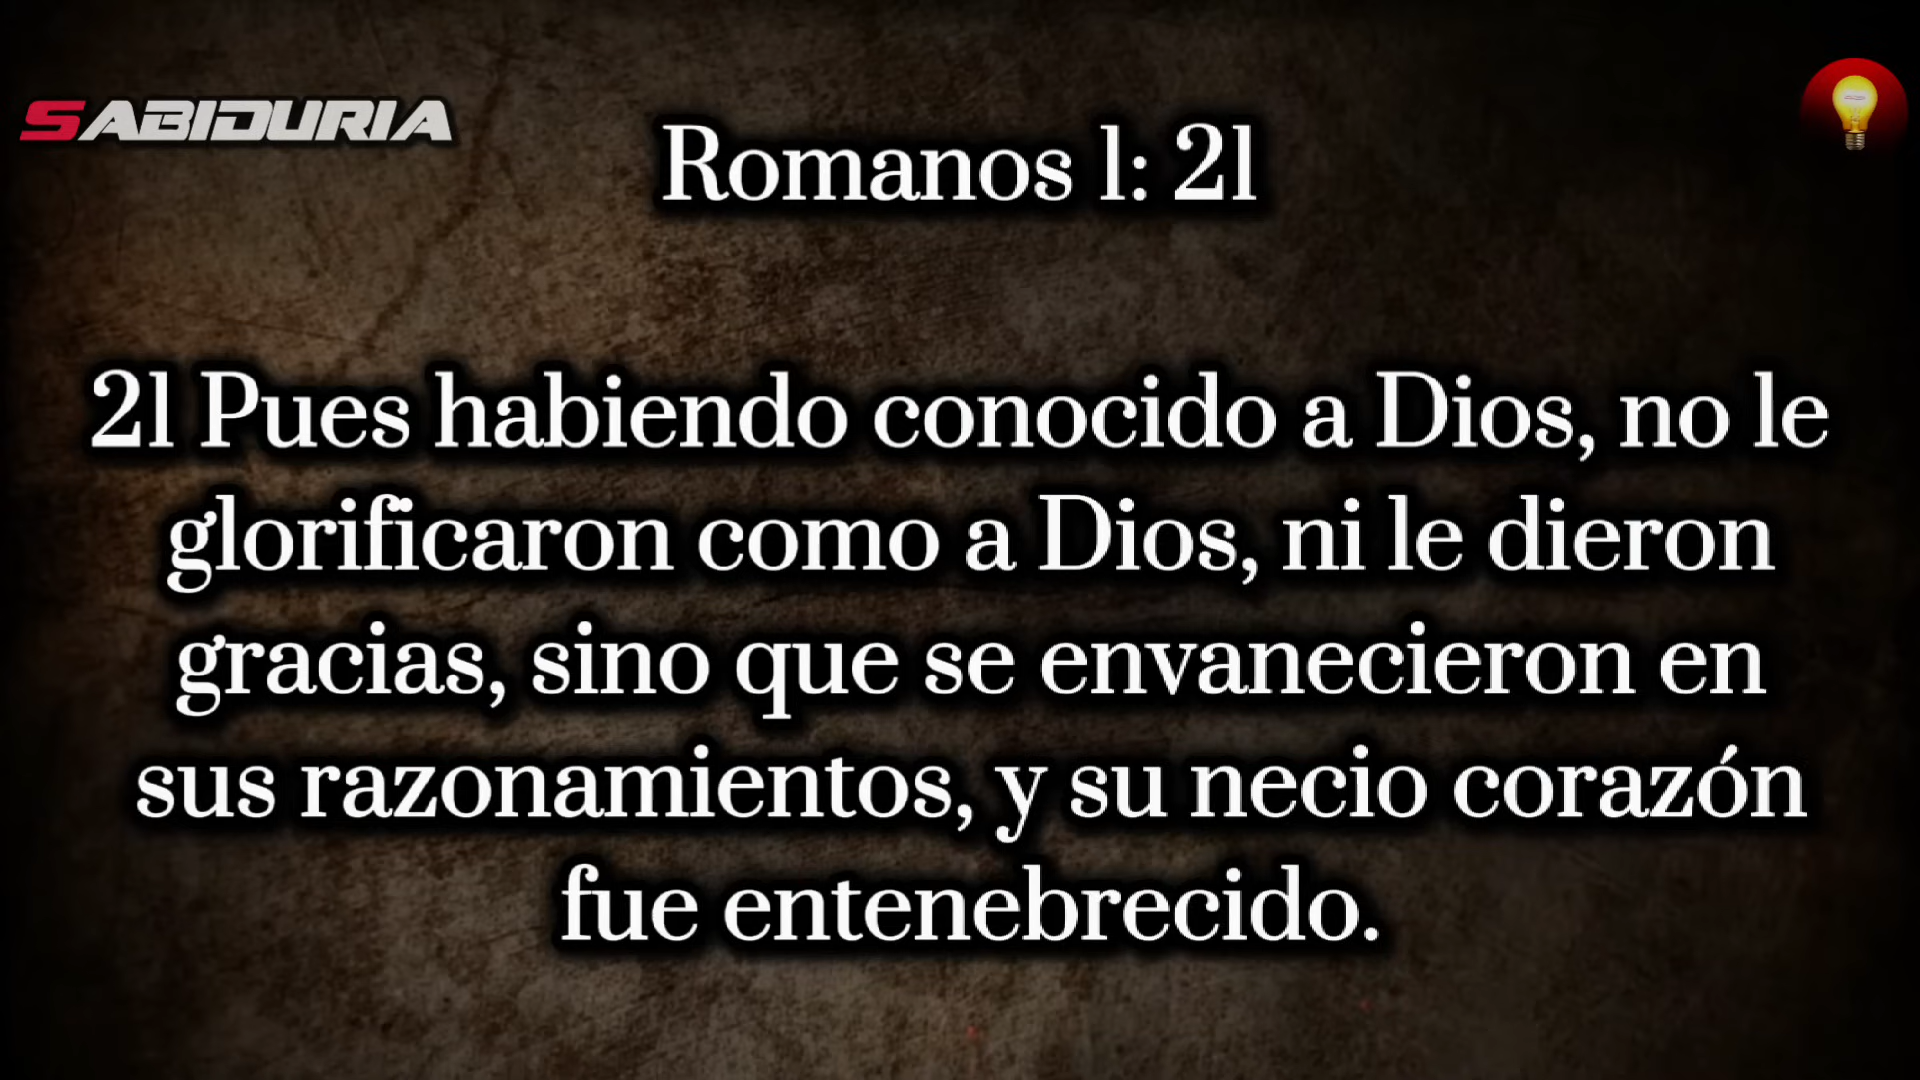 SABIDURIA
Romanos 1: 21
21 Pues habiendo conocido a Dios, no le
glorificaron como a Dios, ni le dieron
gracias, sino que se envanecieron en
sus razonamientos, y su necio corazón
fue entenebrecido.